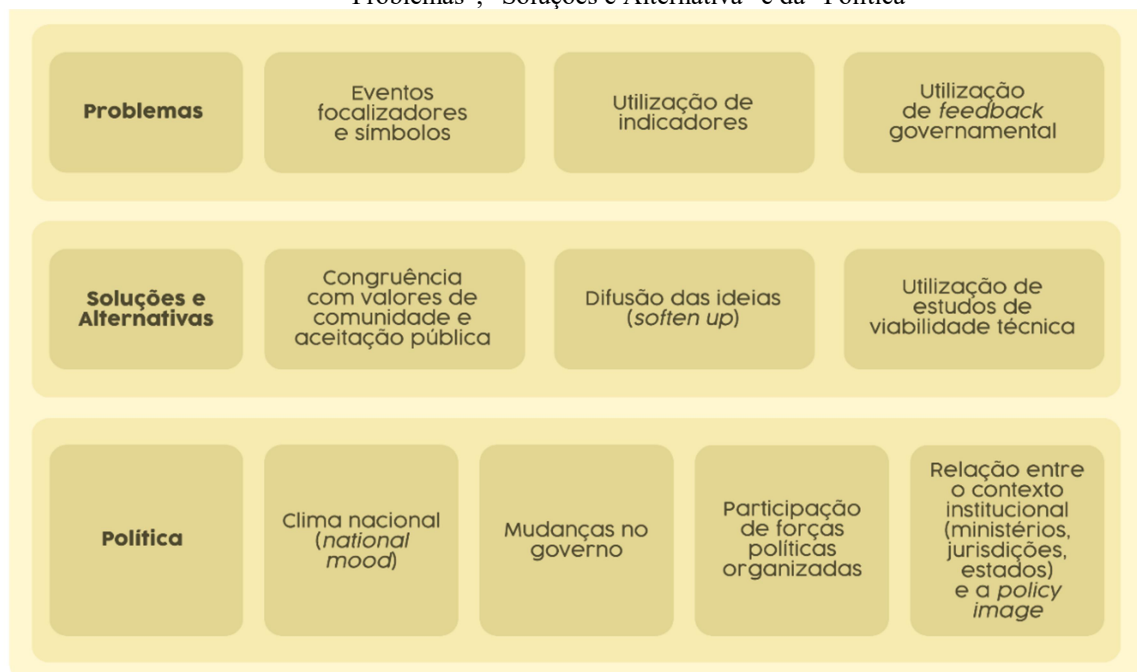 Problemas”, “Soluções e Alternativa” e da “Política”
Problemas
Eventos
focalizadores
e símbolos
Utilização de
indicadores
Utilização
de feedback
governamental
Soluções e
Alternativas
Congruência
com valores de
comunidade e
aceitação pública
Difusão das ideias
(soften up)
Utilização de
estudos de
viabilidade técnica
Política
Clima nacional
(national
mood)
Mudanças no
governo
Participação
de forças
políticas
organizadas
Relação entre
o contexto
institucional
(ministérios,
jurisdições,
estados)
e a policy
image